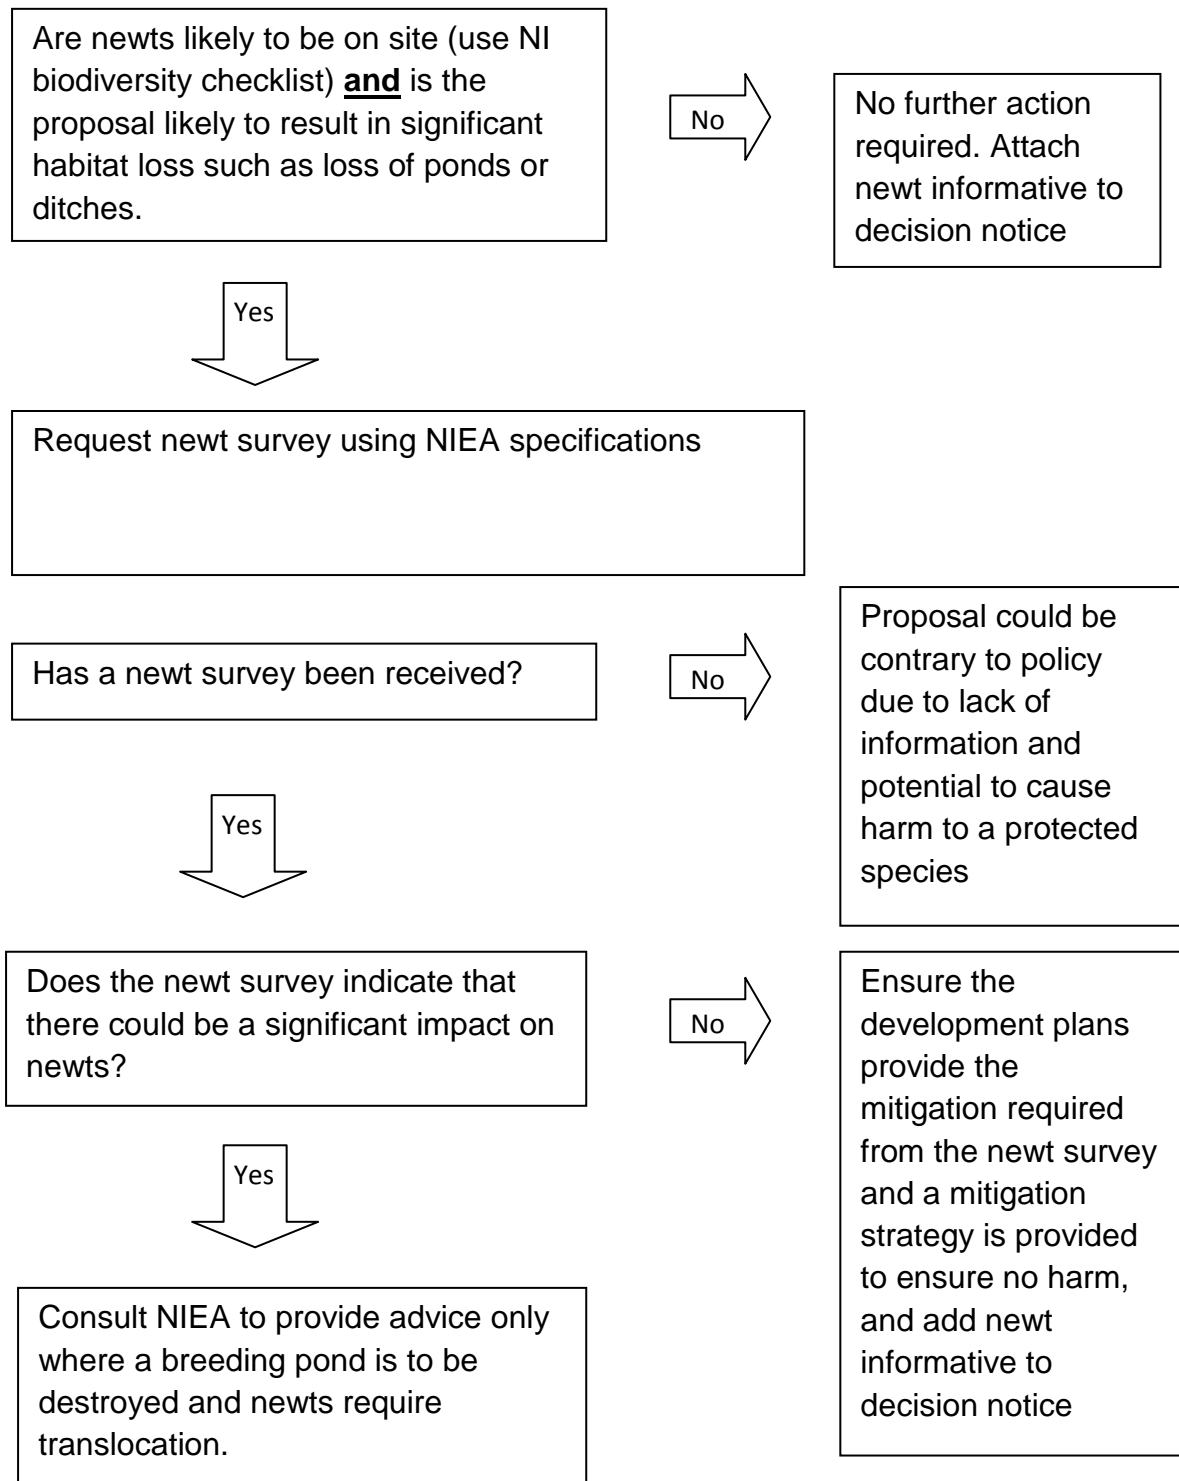 Are newts likely to be on site (use NI
biodiversity checklist) and is the
proposal likely to result in significant
habitat loss such as loss of ponds or
ditches.
No
No further action
required. Attach
newt informative to
decision notice
Yes
Request newt survey using NIEA specifications
Has a newt survey been received?
No
Proposal could be
contrary to policy
due to lack of
information and
potential to cause
harm to a protected
species
Yes
Does the newt survey indicate that
there could be a significant impact on
newts?
No
Ensure the
development plans
provide the
mitigation required
from the newt survey
and a mitigation
strategy is provided
to ensure no harm,
and add newt
informative to
decision notice
Yes
Consult NIEA to provide advice only
where a breeding pond is to be
destroyed and newts require
translocation.